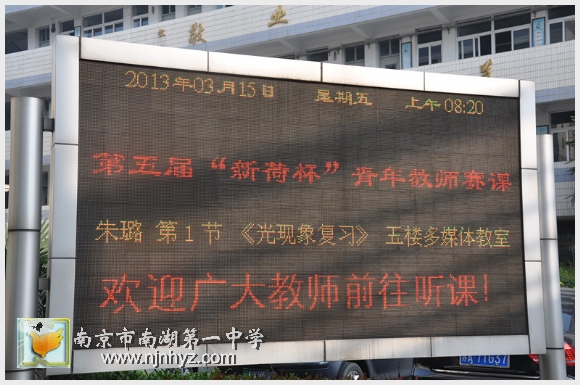 敬业
2013年03月15日 星期五 上午08:20
第五届“新荷杯”青年教师赛课
朱璐 第1节 《光现象复习》 五楼多媒体教室
欢迎广大教师前往听课!
南京市南湖第一中学
www.njnhyz.com